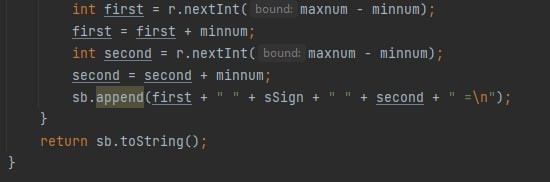 int first = r.nextInt( bound: maxnum - minnum);
first = first + minnum;
int second = r.nextInt( bound: maxnum - minnum);
second = second + minnum;
sb.append(first + " " + sSign + " " + second + " =\n");
}
return sb.toString();
}